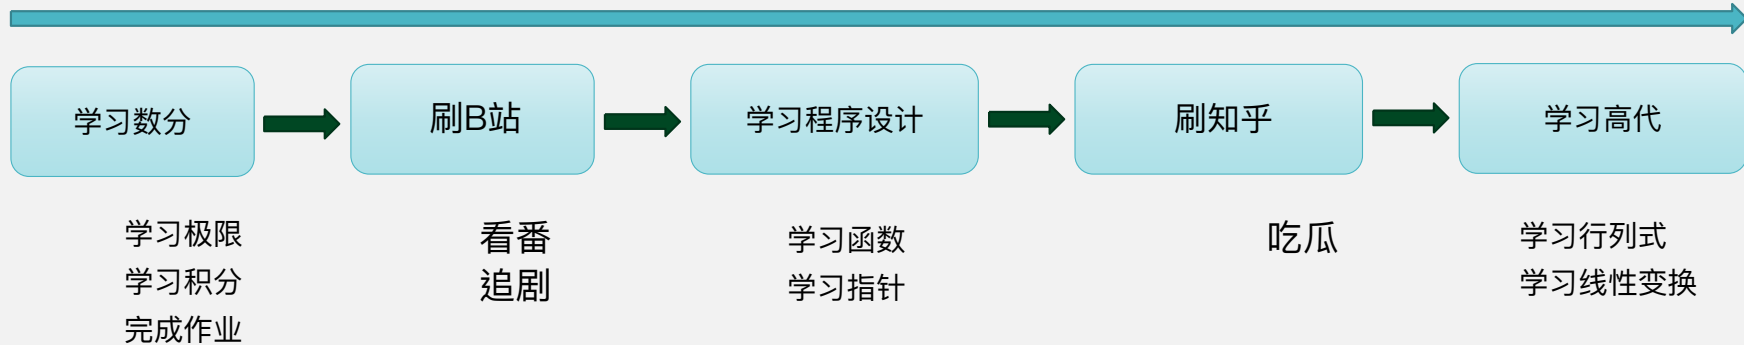 学习数分
刷B站
学习程序设计
刷知乎
学习高代
学习极限
学习积分
完成作业
看番
追剧
学习函数
学习指针
吃瓜
学习行列式
学习线性变换